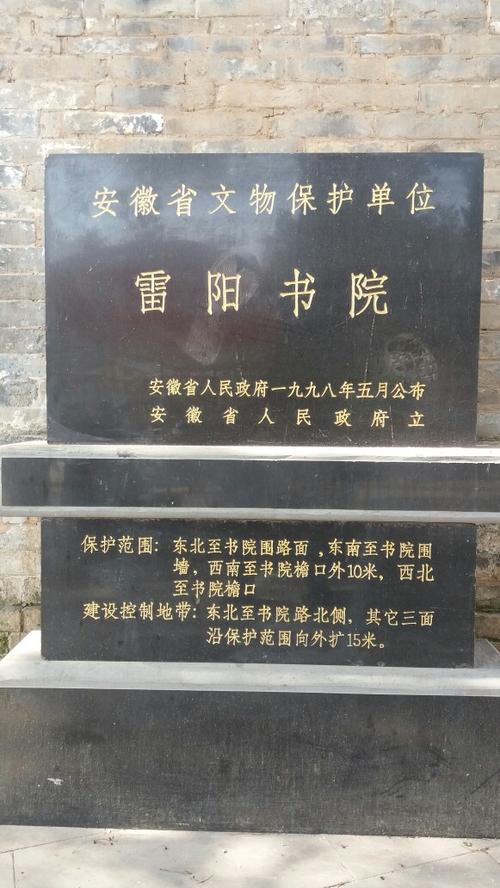 安徽省文物保护单位
雷阳书院
安徽省人民政府一九九八年五月公布
安徽省人民政府立
保护范围：东北至书院围路面，东南至书院围
墙，西南至书院檐口外10米，西北
至书院檐口
建设控制地带：东北至书院路北侧，其它三面
沿保护范围向外扩15米。